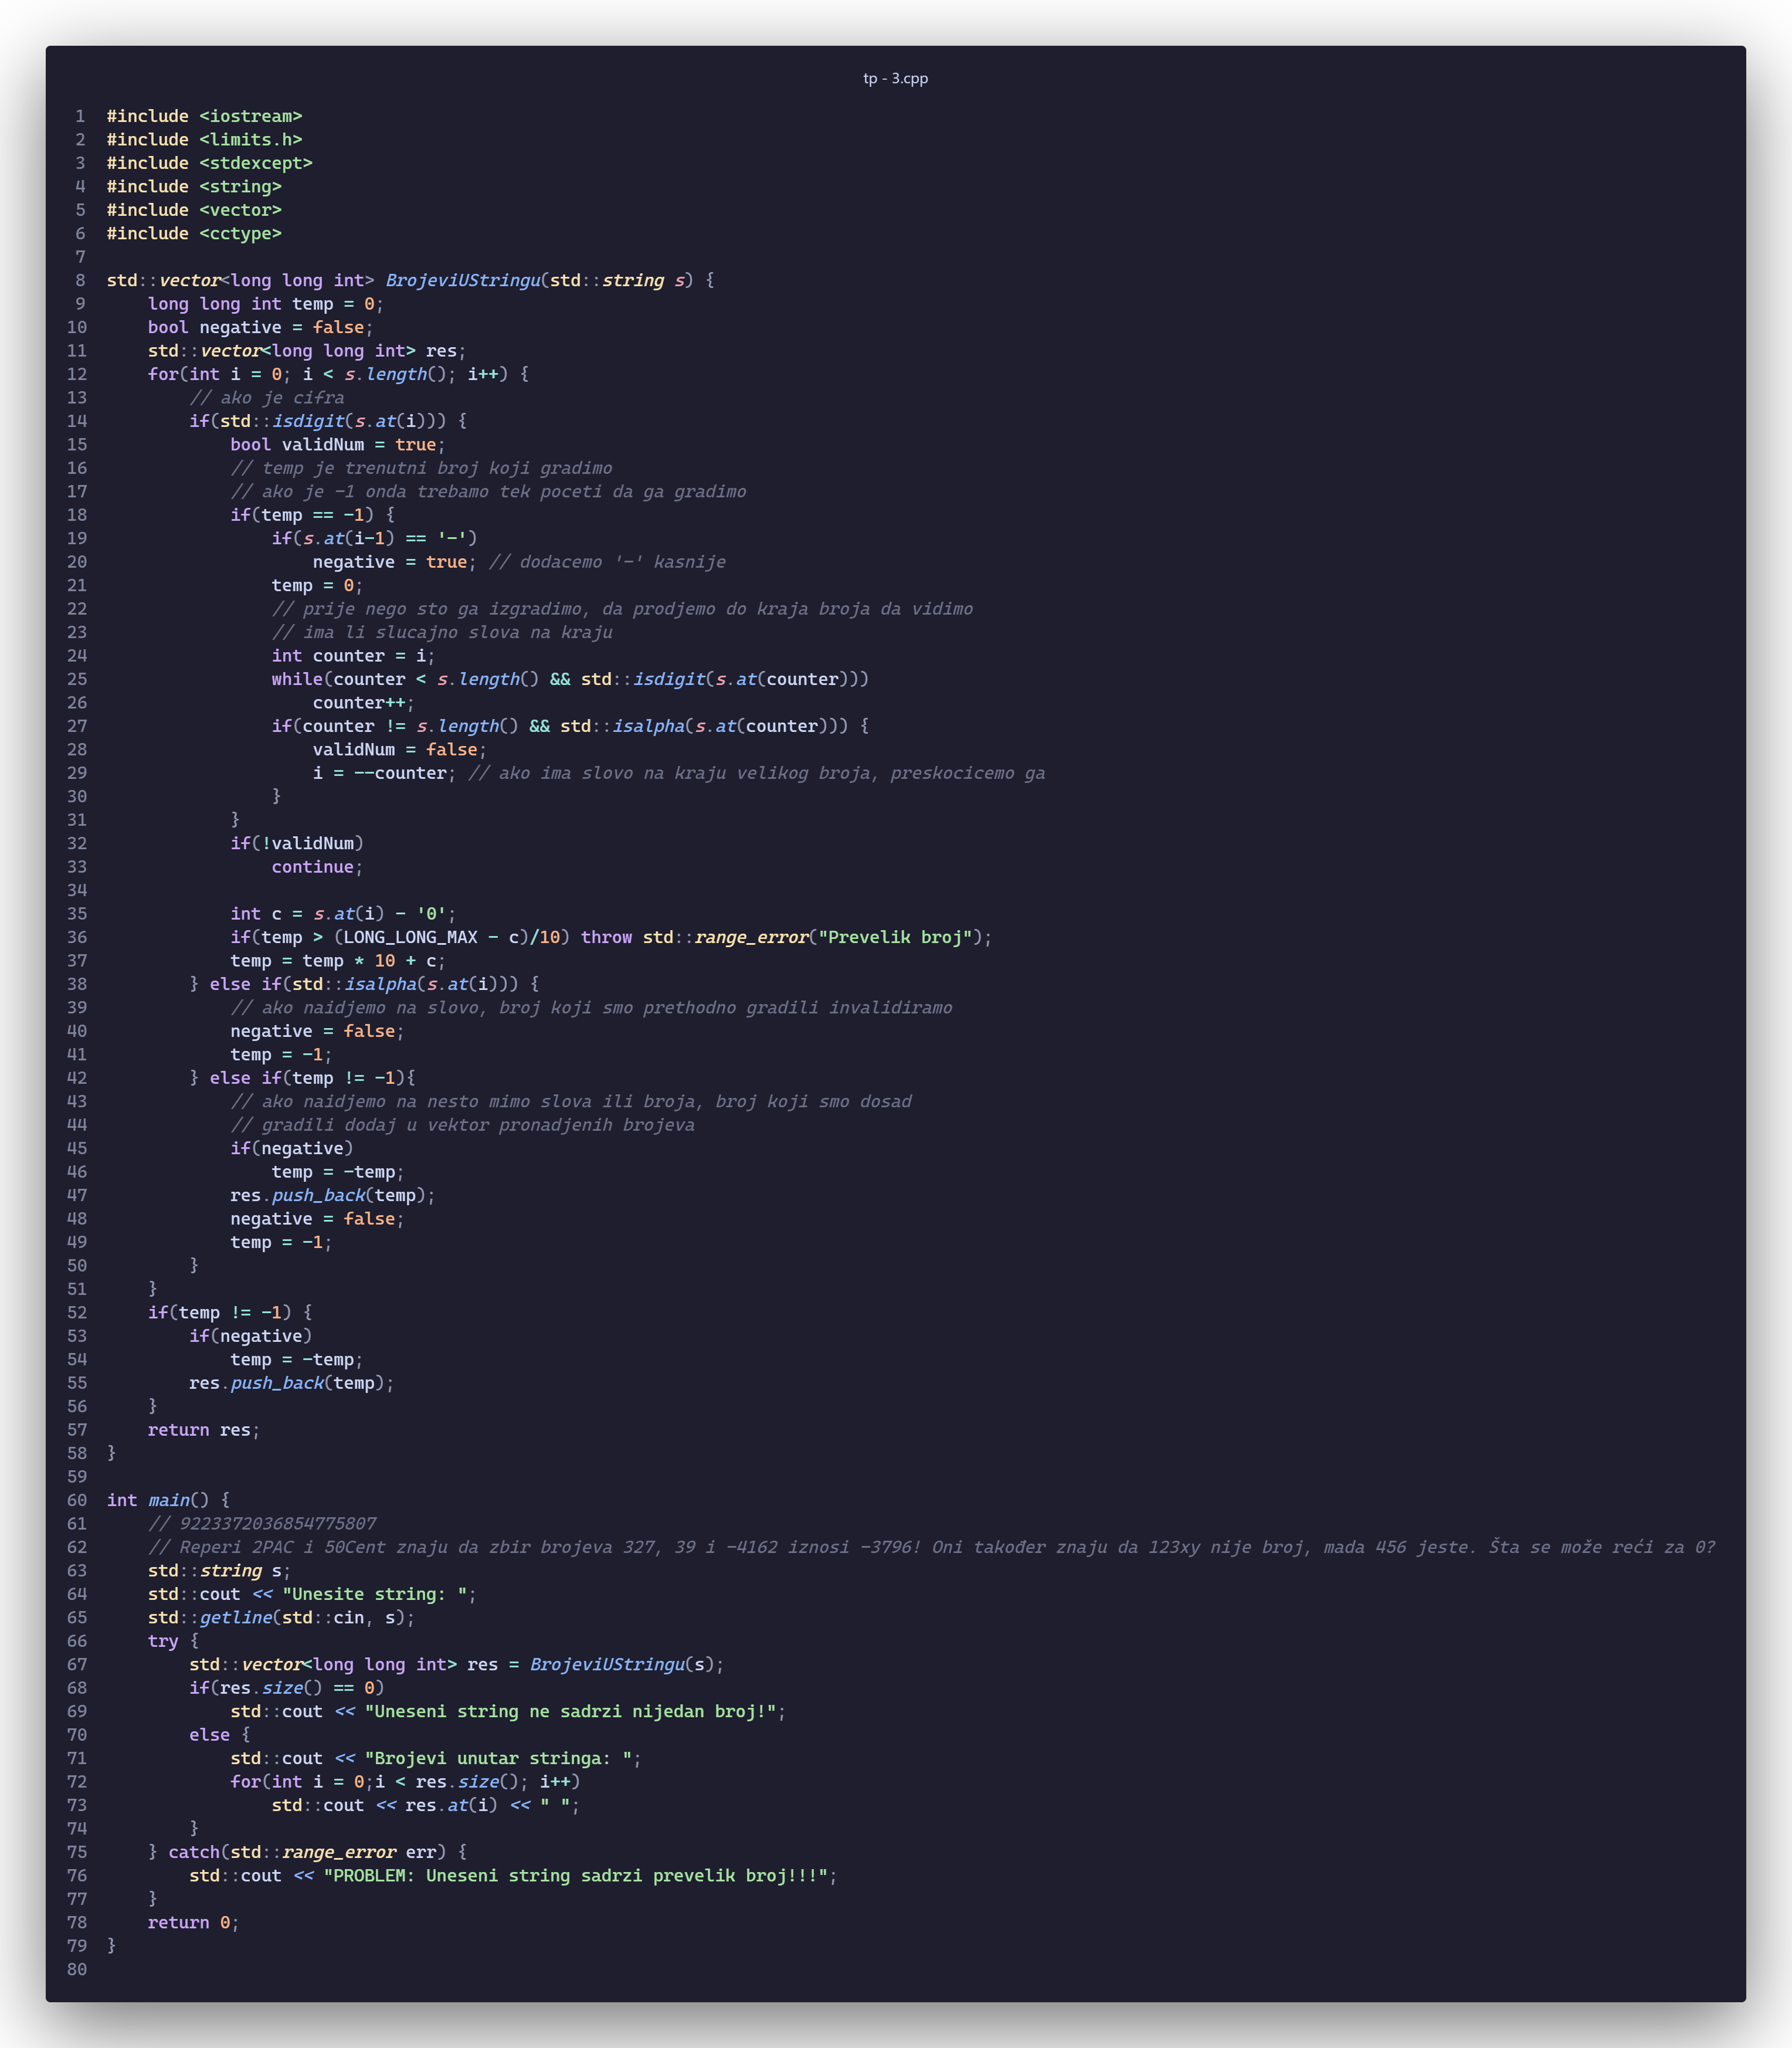 tp - 3.cpp
1 #include <iostream>
2 #include <limits.h>
3 #include <stdexcept>
4 #include <string>
5 #include <vector>
6 #include <cctype>
7
8 std::vector<long long int> BrojeviUStringu(std::string s) {
9     long long int temp = 0;
10     bool negative = false;
11     std::vector<long long int> res;
12     for(int i = 0; i < s.length(); i++) {
13         // ako je cifra
14         if(std::isdigit(s.at(i))) {
15             bool validNum = true;
16             // temp je trenutni broj koji gradimo
17             // ako je -1 onda trebamo tek poceti da ga gradimo
18             if(temp == -1) {
19                 if(s.at(i-1) == '-')
20                     negative = true; // dodacemo '-' kasnije
21                 temp = 0;
22                 // prije nego sto ga izgradimo, da prodjemo do kraja broja da vidimo
23                 // ima li slucajno slova na kraju
24                 int counter = i;
25                 while(counter < s.length() && std::isdigit(s.at(counter)))
26                     counter++;
27                 if(counter != s.length() && std::isalpha(s.at(counter))) {
28                     validNum = false;
29                     i = --counter; // ako ima slovo na kraju velikog broja, preskocicemo ga
30                 }
31             }
32             if(!validNum)
33                 continue;
34
35             int c = s.at(i) - '0';
36             if(temp > (LONG_LONG_MAX - c)/10) throw std::range_error("Prevelik broj");
37             temp = temp * 10 + c;
38         } else if(std::isalpha(s.at(i))) {
39             // ako naidjemo na slovo, broj koji smo prethodno gradili invalidiramo
40             negative = false;
41             temp = -1;
42         } else if(temp != -1){
43             // ako naidjemo na nesto mimo slova ili broja, broj koji smo dosad
44             // gradili dodaj u vektor pronadjenih brojeva
45             if(negative)
46                 temp = -temp;
47             res.push_back(temp);
48             negative = false;
49             temp = -1;
50         }
51     }
52     if(temp != -1) {
53         if(negative)
54             temp = -temp;
55         res.push_back(temp);
56     }
57     return res;
58 }
59
60 int main() {
61     // 9223372036854775807
62     // Reperi 2PAC i 50Cent znaju da zbir brojeva 327, 39 i -4162 iznosi -3796! Oni također znaju da 123xy nije broj, mada 456 jeste. Šta se može reći za 0?
63     std::string s;
64     std::cout << "Unesite string: ";
65     std::getline(std::cin, s);
66     try {
67         std::vector<long long int> res = BrojeviUStringu(s);
68         if(res.size() == 0)
69             std::cout << "Uneseni string ne sadrzi nijedan broj!";
70         else {
71             std::cout << "Brojevi unutar stringa: ";
72             for(int i = 0;i < res.size(); i++)
73                 std::cout << res.at(i) << " ";
74         }
75     } catch(std::range_error err) {
76         std::cout << "PROBLEM: Uneseni string sadrzi prevelik broj!!!";
77     }
78     return 0;
79 }
80